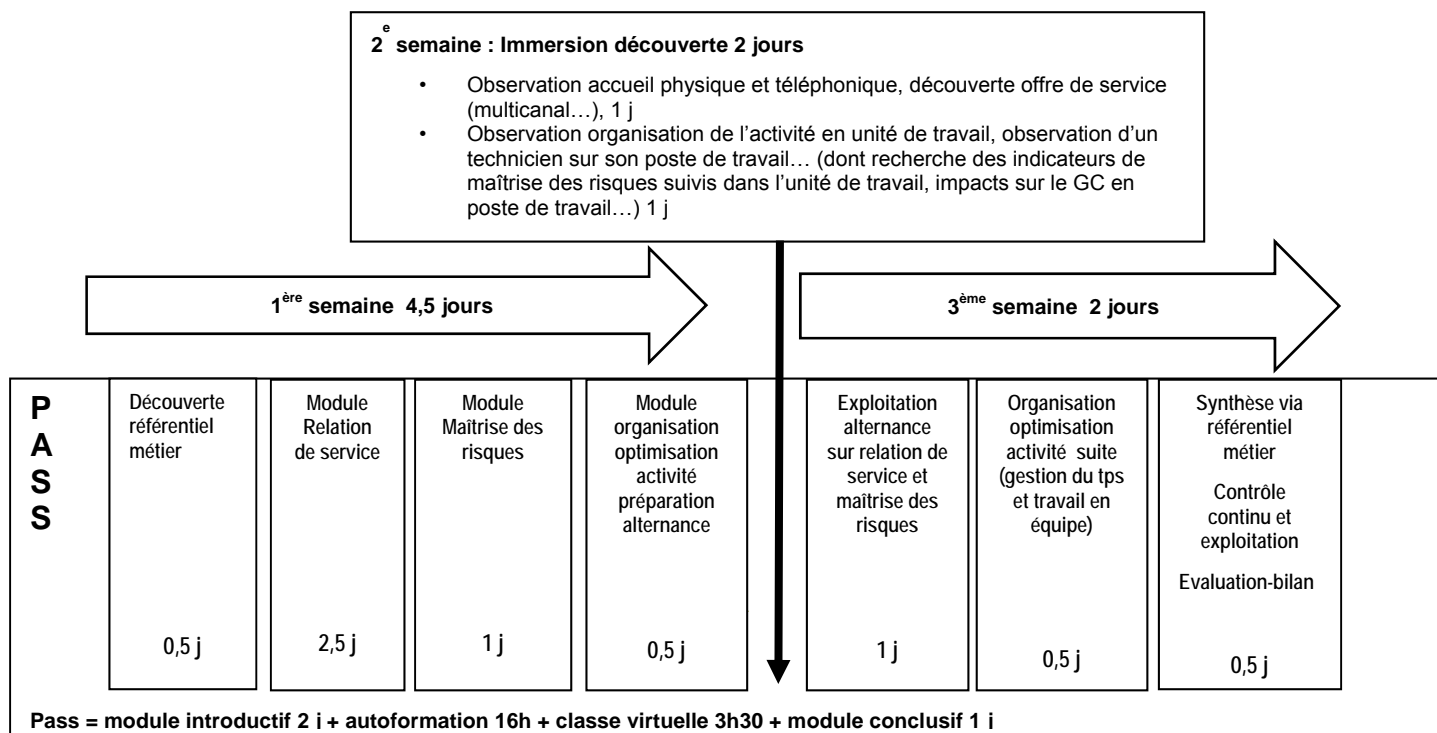 2e semaine : Immersion découverte 2 jours
• Observation accueil physique et téléphonique, découverte offre de service
(multicanal…), 1 j
• Observation organisation de l’activité en unité de travail, observation d’un
technicien sur son poste de travail… (dont recherche des indicateurs de
maîtrise des risques suivis dans l’unité de travail, impacts sur le GC en
poste de travail…) 1 j
1ère semaine 4,5 jours
3ème semaine 2 jours
P
A
S
S
Découverte
référentiel
métier
0,5 j
Module
Relation
de service
2,5 j
Module
Maîtrise des
risques
1 j
Module
organisation
optimisation
activité
préparation
alternance
0,5 j
Exploitation
alternance
sur relation de
service et
maîtrise des
risques
1 j
Organisation
optimisation
activité suite
(gestion du tps
et travail en
équipe)
0,5 j
Synthèse via
référentiel
métier
Contrôle
continu et
exploitation
Evaluation-bilan
0,5 j
Pass = module introductif 2 j + autoformation 16h + classe virtuelle 3h30 + module conclusif 1 j